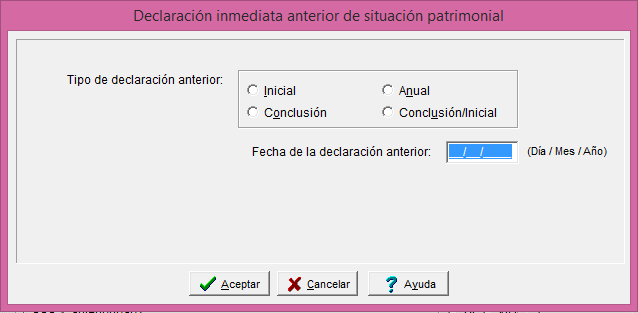 Declaración inmediata anterior de situación patrimonial
Tipo de declaración anterior:
Inicial
Anual
Conclusión
Conclusión/Inicial
Fecha de la declaración anterior: __/__/____ (Día / Mes / Año)
Aceptar
Cancelar
Ayuda